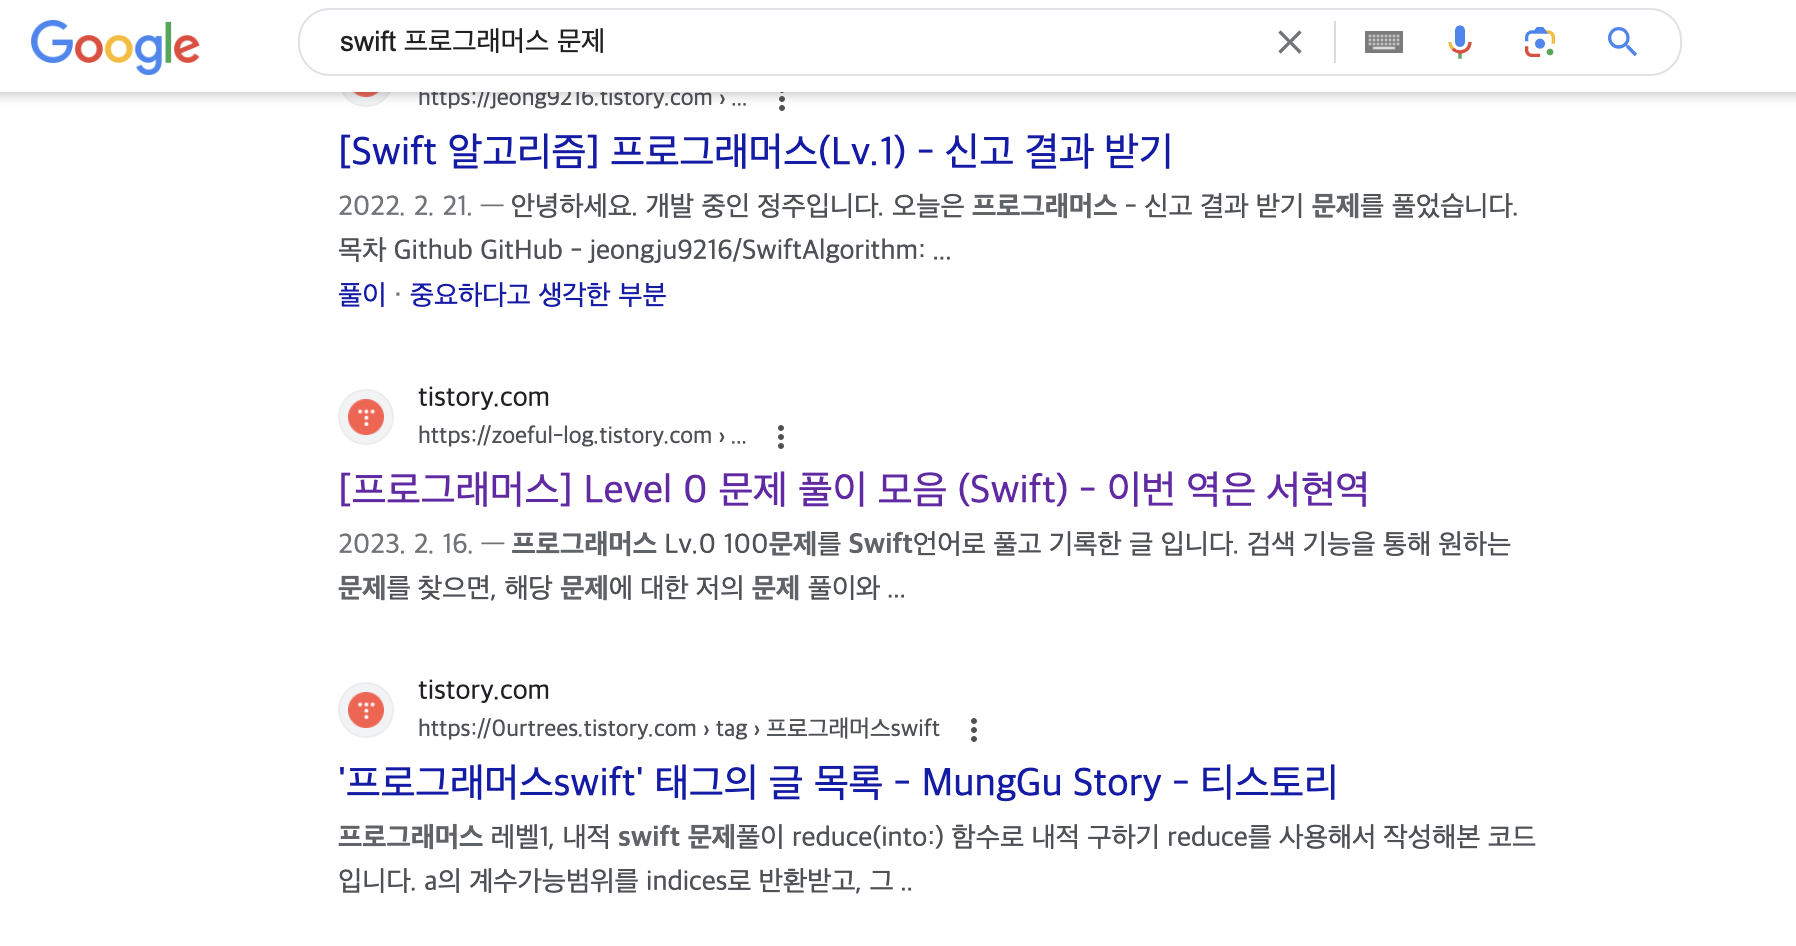 Google
swift 프로그래머스 문제
https://jeong9216.tistory.com › ...
[Swift 알고리즘] 프로그래머스(Lv.1) - 신고 결과 받기
2022. 2. 21. — 안녕하세요. 개발 중인 정주입니다. 오늘은 프로그래머스 - 신고 결과 받기 문제를 풀었습니다.
목차 Github GitHub - jeongju9216/SwiftAlgorithm: ...
풀이 · 중요하다고 생각한 부분
tistory.com
https://zoeful-log.tistory.com › ...
[프로그래머스] Level 0 문제 풀이 모음 (Swift) - 이번 역은 서현역
2023. 2. 16. — 프로그래머스 Lv.0 100문제를 Swift언어로 풀고 기록한 글 입니다. 검색 기능을 통해 원하는
문제를 찾으면, 해당 문제에 대한 저의 문제 풀이와 ...
tistory.com
https://0urtrees.tistory.com › tag › 프로그래머스swift
'프로그래머스swift' 태그의 글 목록 - MungGu Story - 티스토리
프로그래머스 레벨1, 내적 swift 문제풀이 reduce(into:) 함수로 내적 구하기 reduce를 사용해서 작성해본 코드
입니다. a의 계수가능범위를 indices로 반환받고, 그 ..